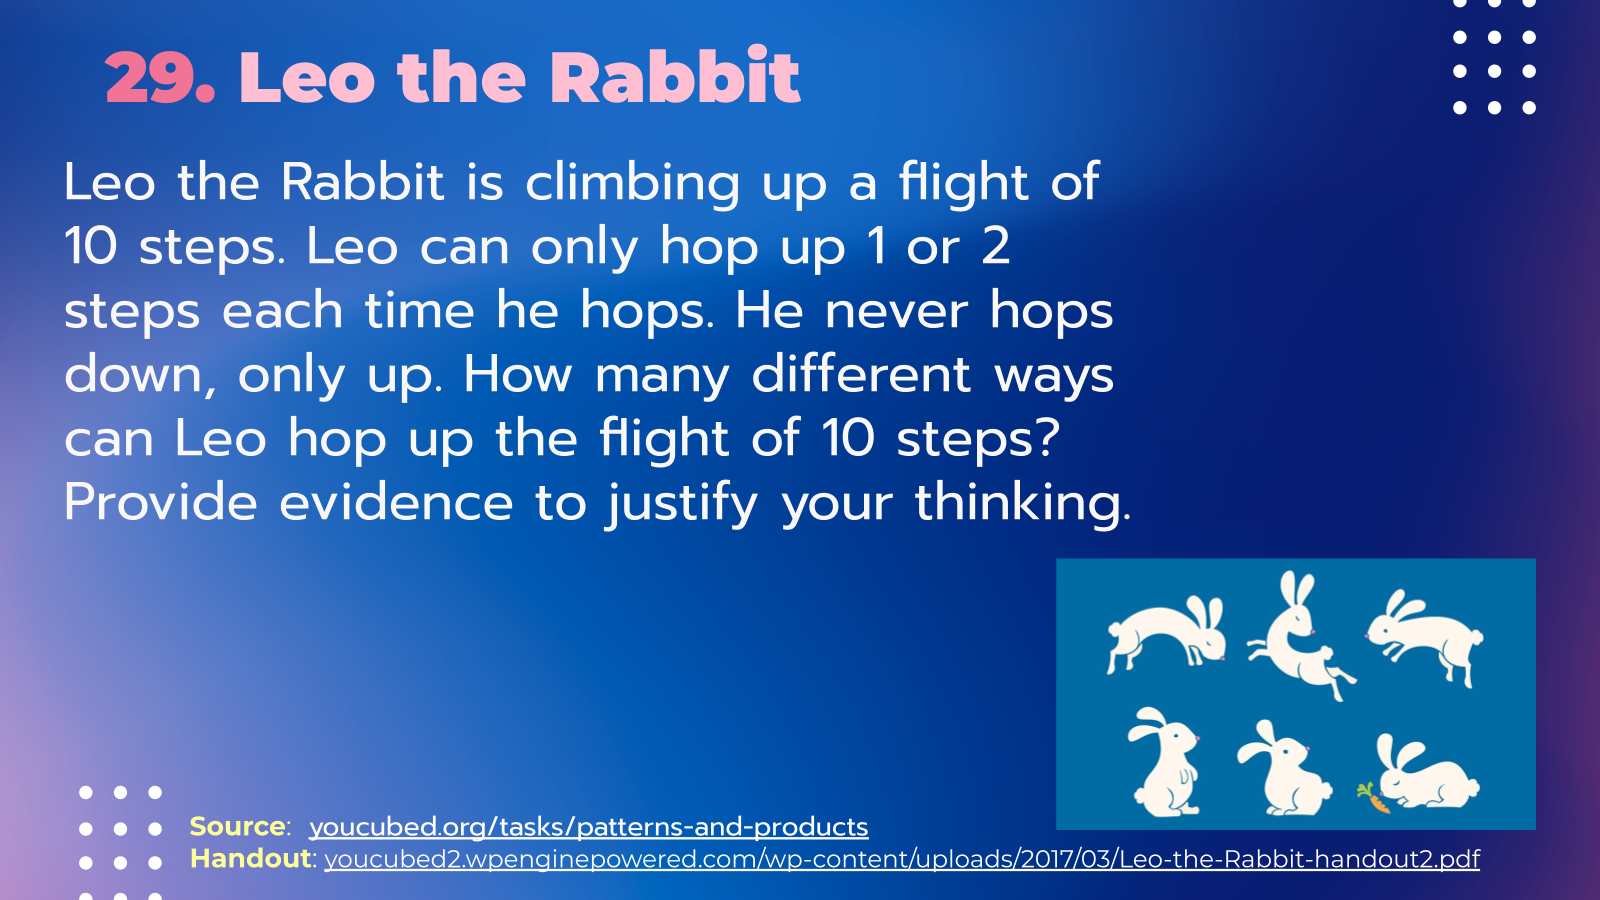 29. Leo the Rabbit
Leo the Rabbit is climbing up a flight of
10 steps. Leo can only hop up 1 or 2
steps each time he hops. He never hops
down, only up. How many different ways
can Leo hop up the flight of 10 steps?
Provide evidence to justify your thinking.
Source: youcubed.org/tasks/patterns-and-products
Handout: youcubed2.wpenginepowered.com/wp-content/uploads/2017/03/Leo-the-Rabbit-handout2.pdf